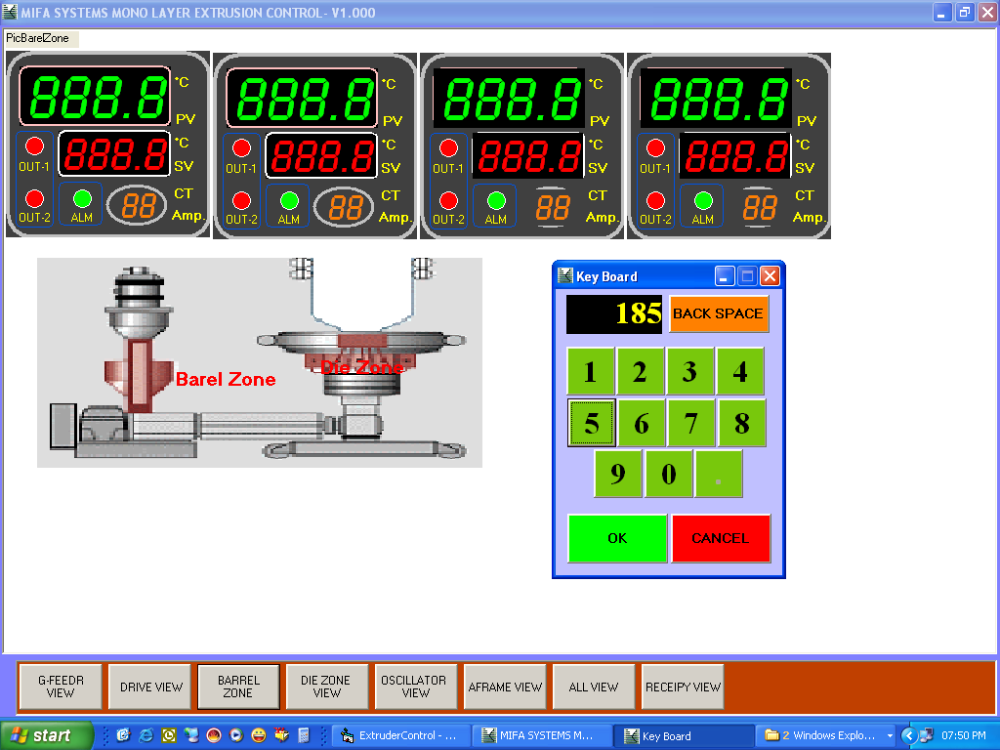 MIFA SYSTEMS MONO LAYER EXTRUSION CONTROL- V1.000
PicBarelZone
888.8 °C PV
888.8 °C SV
OUT-1
OUT-2 ALM 88 CT Amp.
888.8 °C PV
888.8 °C SV
OUT-1
OUT-2 ALM 88 CT Amp.
888.8 °C PV
888.8 °C SV
OUT-1
OUT-2 ALM 88 CT Amp.
888.8 °C PV
888.8 °C SV
OUT-1
OUT-2 ALM 88 CT Amp.
Barel Zone
Die Zone
Key Board
185 BACK SPACE
1 2 3 4
5 6 7 8
9 0 .
OK CANCEL
G-FEEDR VIEW
DRIVE VIEW
BARREL ZONE
DIE ZONE VIEW
OSCILLATOR VIEW
AFRAME VIEW
ALL VIEW
RECEIPY VIEW
start
ExtruderControl - ...
MIFA SYSTEMS M...
Key Board
2 Windows Explo...
07:50 PM